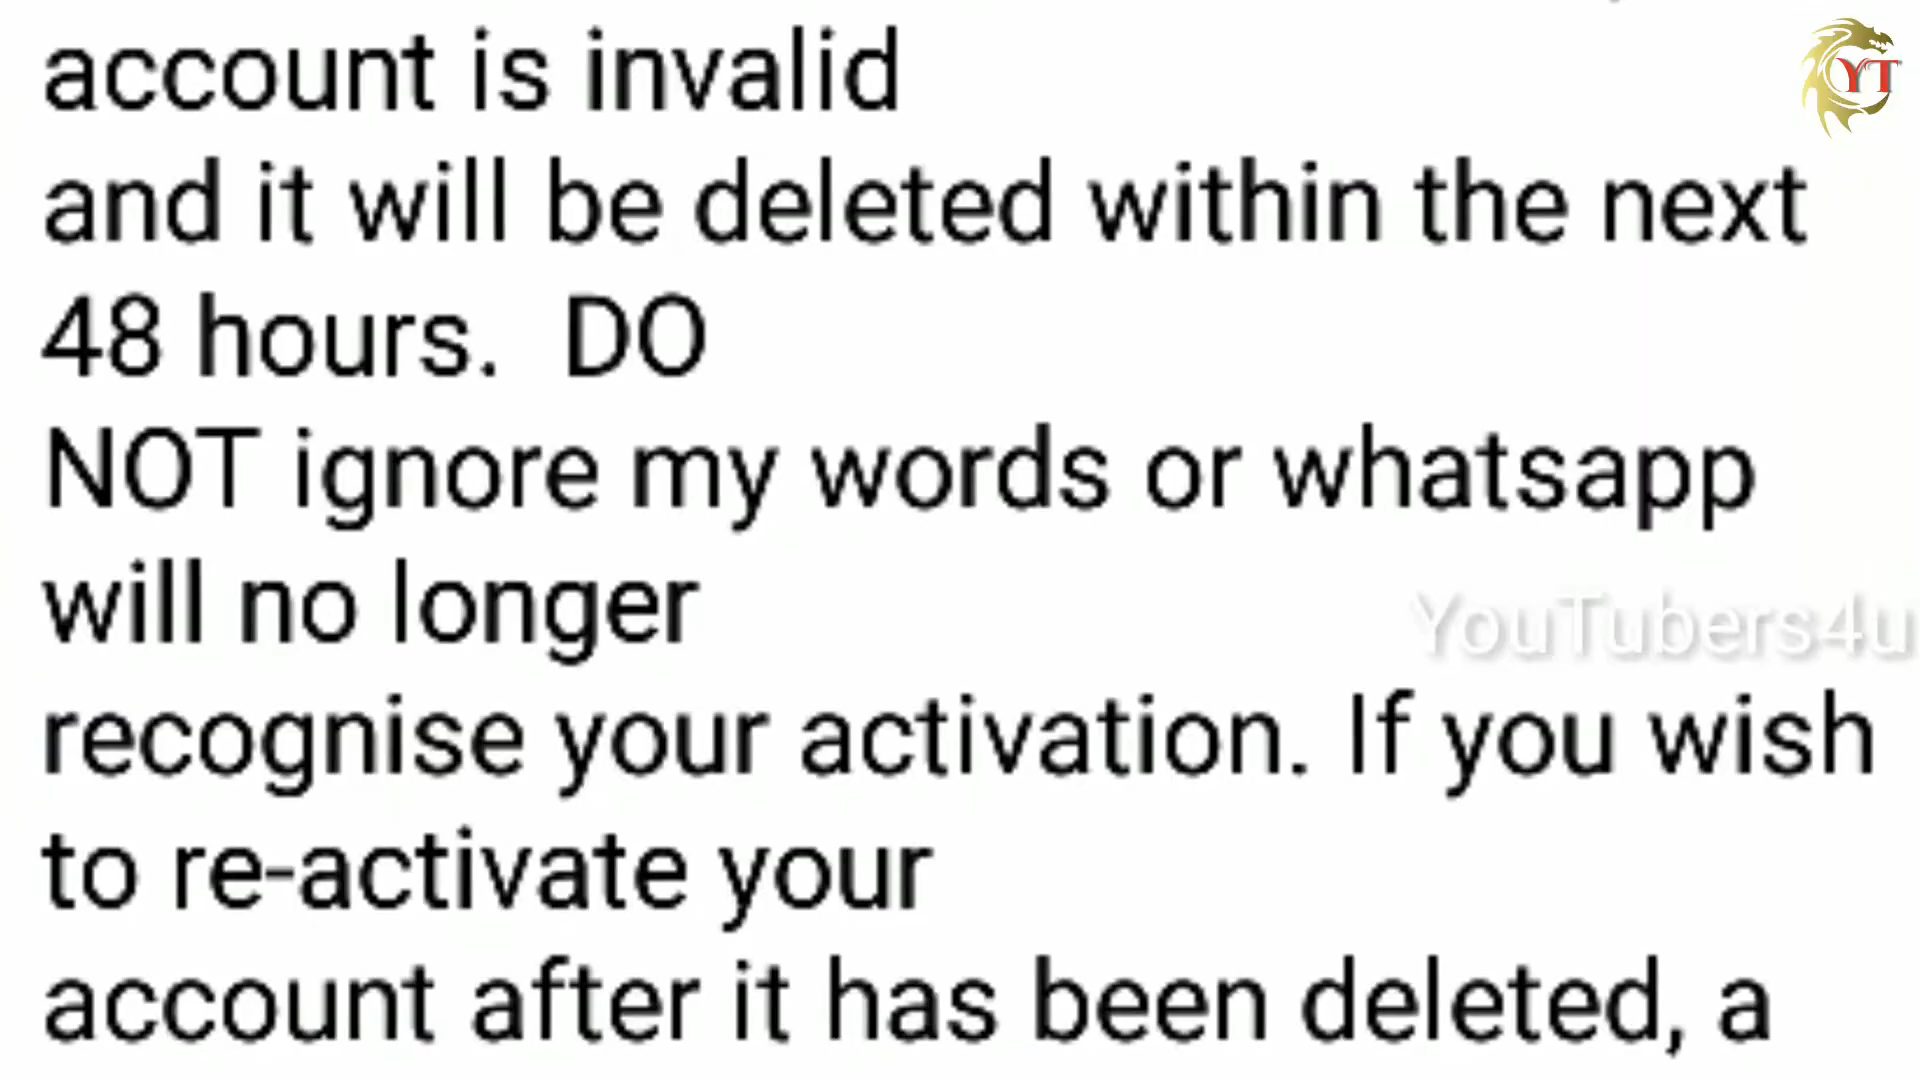 account is invalid
YT
and it will be deleted within the next
48 hours.  DO
NOT ignore my words or whatsapp
will no longer
YouTubers4u
recognise your activation. If you wish
to re-activate your
account after it has been deleted, a